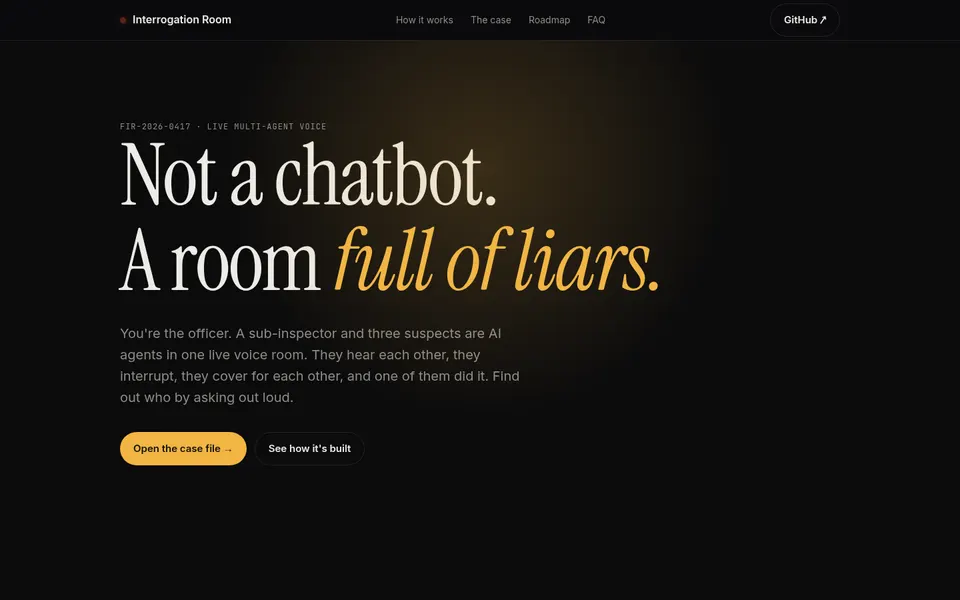 Interrogation Room
How it works
The case
Roadmap
FAQ
GitHub ↗
FIR-2026-0417 · LIVE MULTI-AGENT VOICE
Not a chatbot.
A room full of liars.
You're the officer. A sub-inspector and three suspects are AI
agents in one live voice room. They hear each other, they
interrupt, they cover for each other, and one of them did it. Find
out who by asking out loud.
Open the case file →
See how it's built